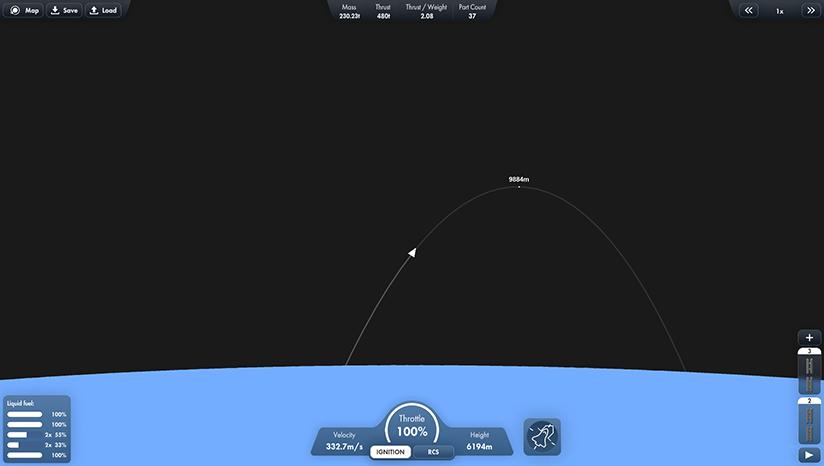 Map
Save
Load
Mass
230.23t
Thrust
480t
Thrust / Weight
2.08
Part Count
37
1x
9884m
3
2
Liquid fuel:
100%
100%
2x 55%
2x 33%
100%
Throttle
100%
Velocity
332.7m/s
Height
6194m
IGNITION
RCS